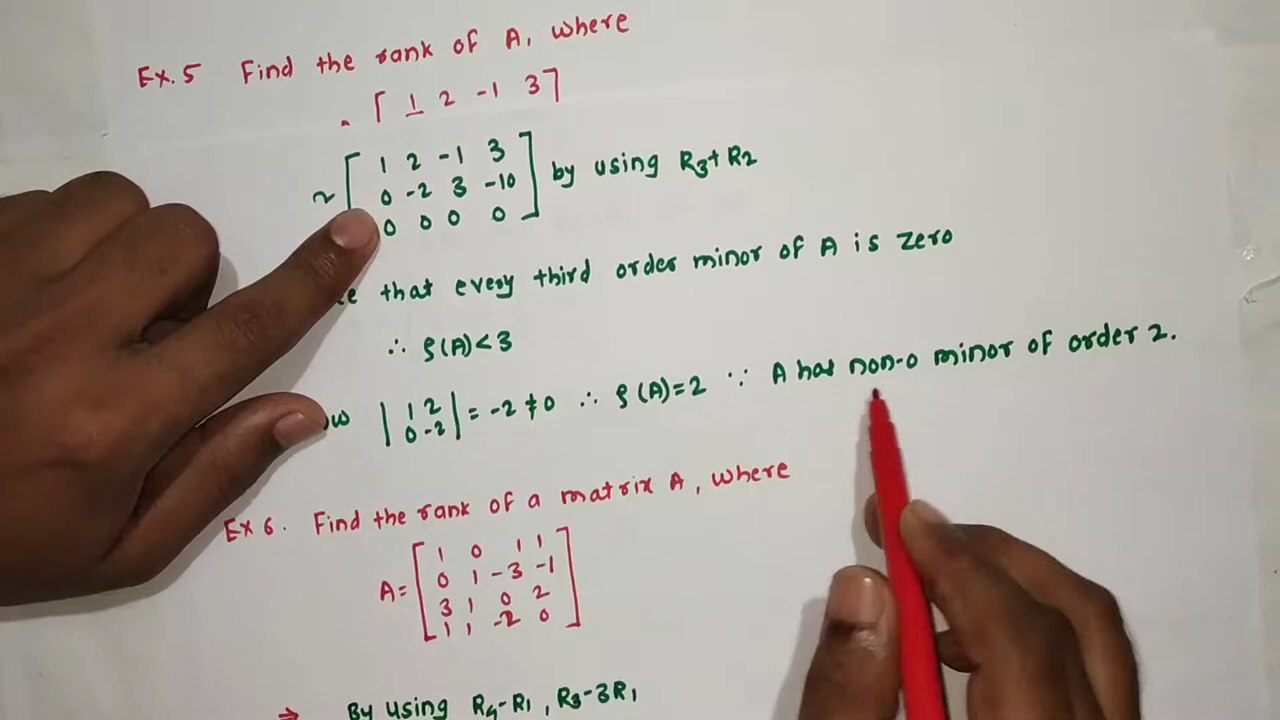 Ex.5 Find the rank of A, where
1 2 -1 3
~ 1 2 -1 3
0 -2 3 -10 by using R3+R2
0 0 0 0
that every third order minor of A is zero
∴ ρ(A)<3
| 1 2 |
| 0 -2 | = -2 ≠ 0 ∴ ρ(A)=2 ∵ A has non-0 minor of order 2.
Ex 6. Find the rank of a matrix A, where
1 0 1 1
A= 0 1 -3 -1
3 1 0 2
1 1 -2 0
⇒ By using R4-R1, R3-3R1